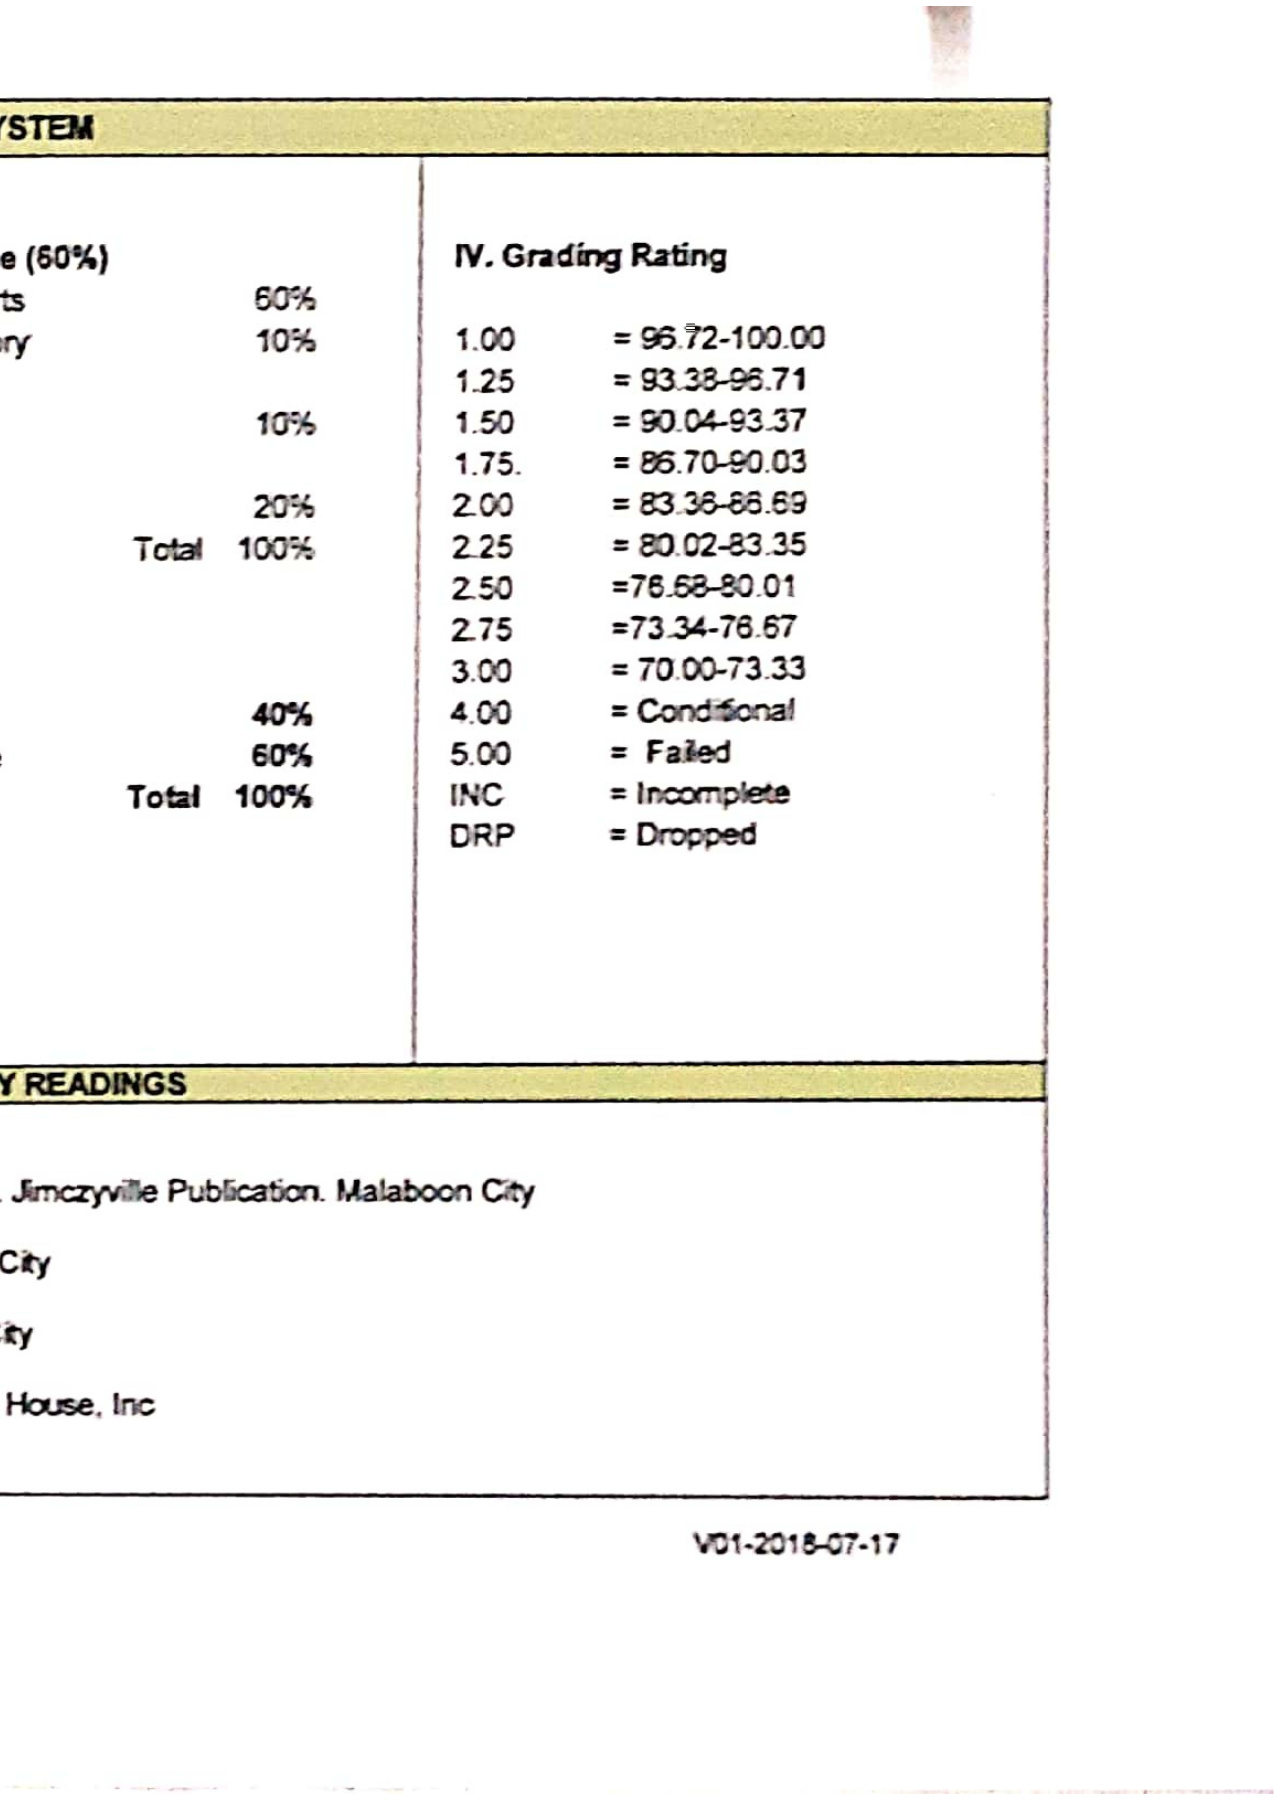 YSTEM
e (60%)
ts 60%
ry 10%
10%
20%
Total 100%
40%
e 60%
Total 100%
IV. Grading Rating
1.00 = 96.72-100.00
1.25 = 93.38-96.71
1.50 = 90.04-93.37
1.75. = 86.70-90.03
2.00 = 83.36-86.69
2.25 = 80.02-83.35
2.50 =76.68-80.01
2.75 =73.34-76.67
3.00 = 70.00-73.33
4.00 = Conditional
5.00 = Failed
INC = Incomplete
DRP = Dropped
Y READINGS
. Jimczyville Publication. Malaboon City
City
City
House, Inc
V01-2018-07-17